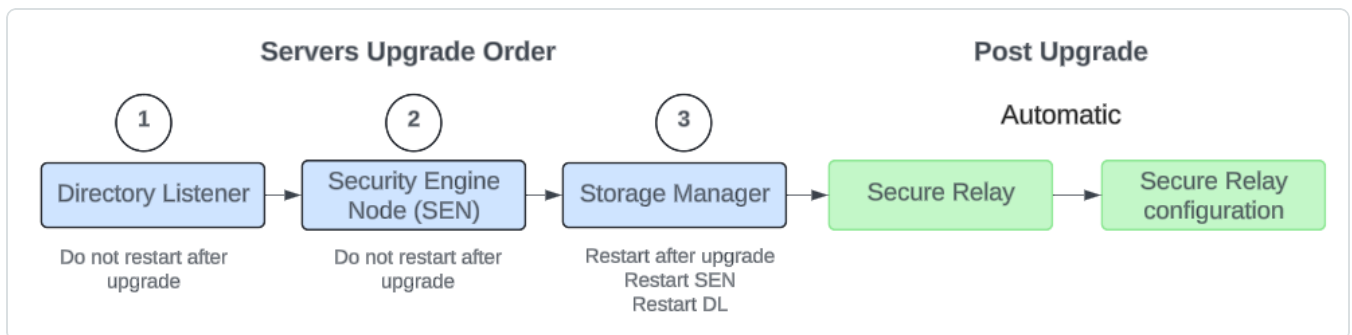 Servers Upgrade Order
Post Upgrade
1
2
3
Automatic
Directory Listener
Security Engine
Node (SEN)
Storage Manager
Secure Relay
Secure Relay
configuration
Do not restart after
upgrade
Do not restart after
upgrade
Restart after upgrade
Restart SEN
Restart DL